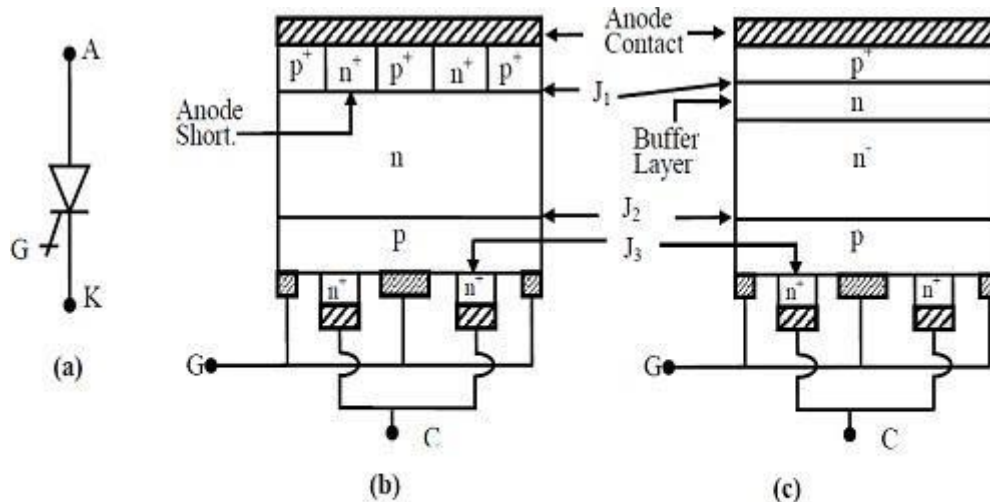 A
G
K
(a)
p+ n+ p+ n+ p+
Anode
Short.
n
p
n+ n+
G
C
(b)
Anode
Contact
J1
Buffer
Layer
J2
J3
p+
n
n-
p
n+ n+
G
C
(c)